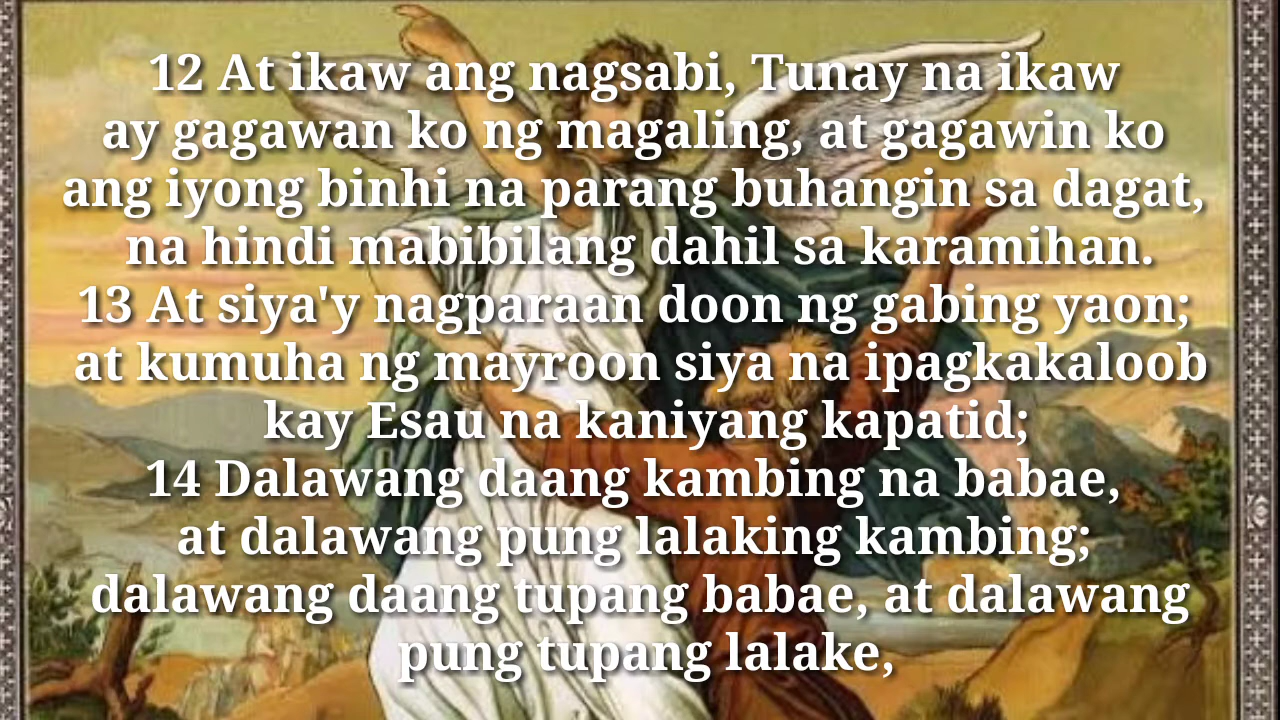 12 At ikaw ang nagsabi, Tunay na ikaw
ay gagawan ko ng magaling, at gagawin ko
ang iyong binhi na parang buhangin sa dagat,
na hindi mabibilang dahil sa karamihan.
13 At siya'y nagparaan doon ng gabing yaon;
at kumuha ng mayroon siya na ipagkakaloob
kay Esau na kaniyang kapatid;
14 Dalawang daang kambing na babae,
at dalawang pung lalaking kambing;
dalawang daang tupang babae, at dalawang
pung tupang lalake,